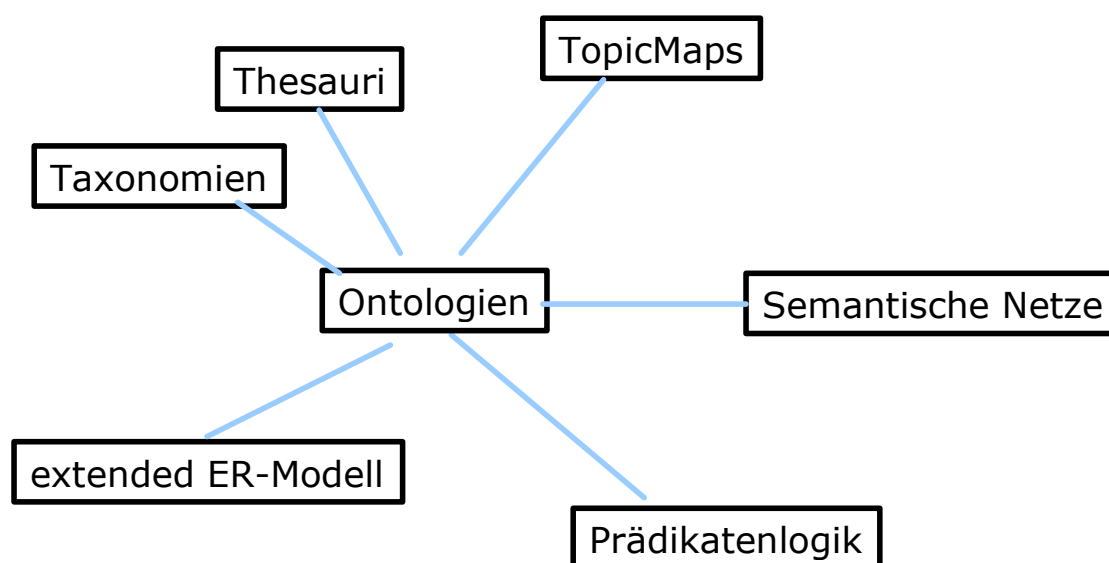 TopicMaps
Thesauri
Taxonomien
Ontologien
Semantische Netze
extended ER-Modell
Prädikatenlogik